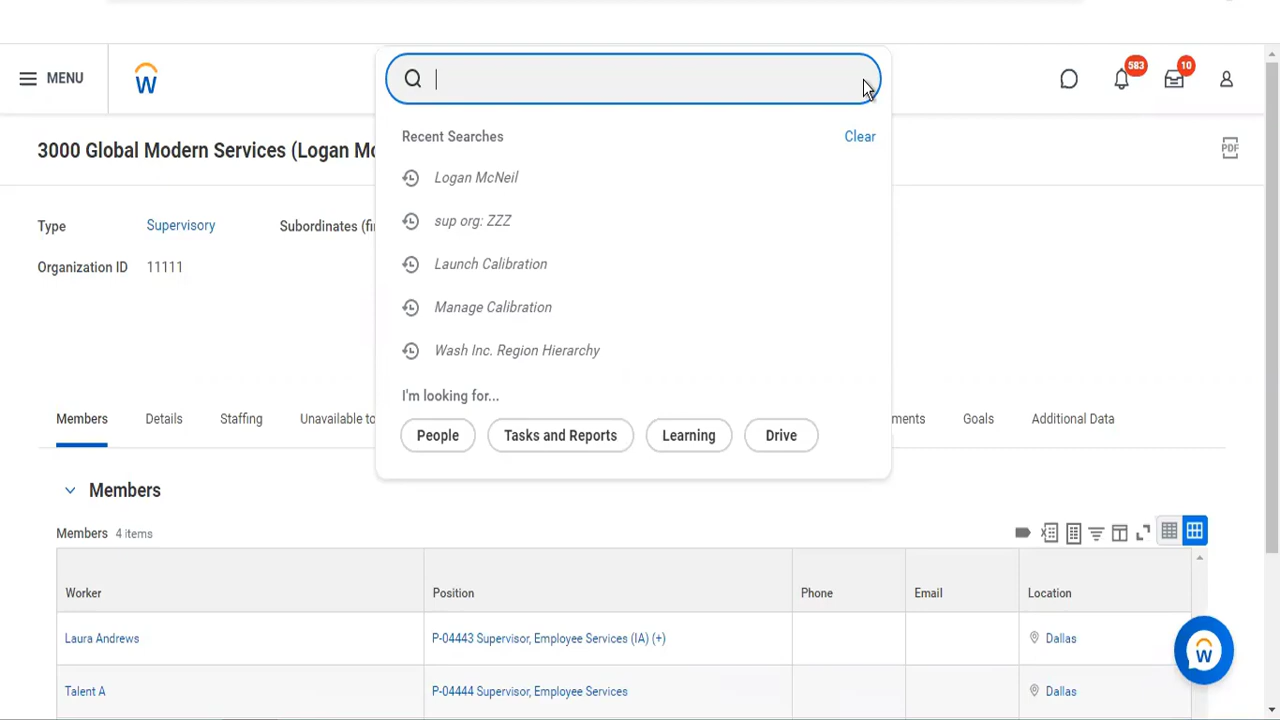 MENU
583
10
3000 Global Modern Services (Logan Mc
PDF
Type
Supervisory
Subordinates (fi
Organization ID
11111
Recent Searches
Clear
Logan McNeil
sup org: ZZZ
Launch Calibration
Manage Calibration
Wash Inc. Region Hierarchy
I'm looking for...
People
Tasks and Reports
Learning
Drive
Members
Details
Staffing
Unavailable to
ments
Goals
Additional Data
Members
Members 4 items
Worker
Position
Phone
Email
Location
Laura Andrews
P-04443 Supervisor, Employee Services (IA) (+)
Dallas
Talent A
P-04444 Supervisor, Employee Services
Dallas